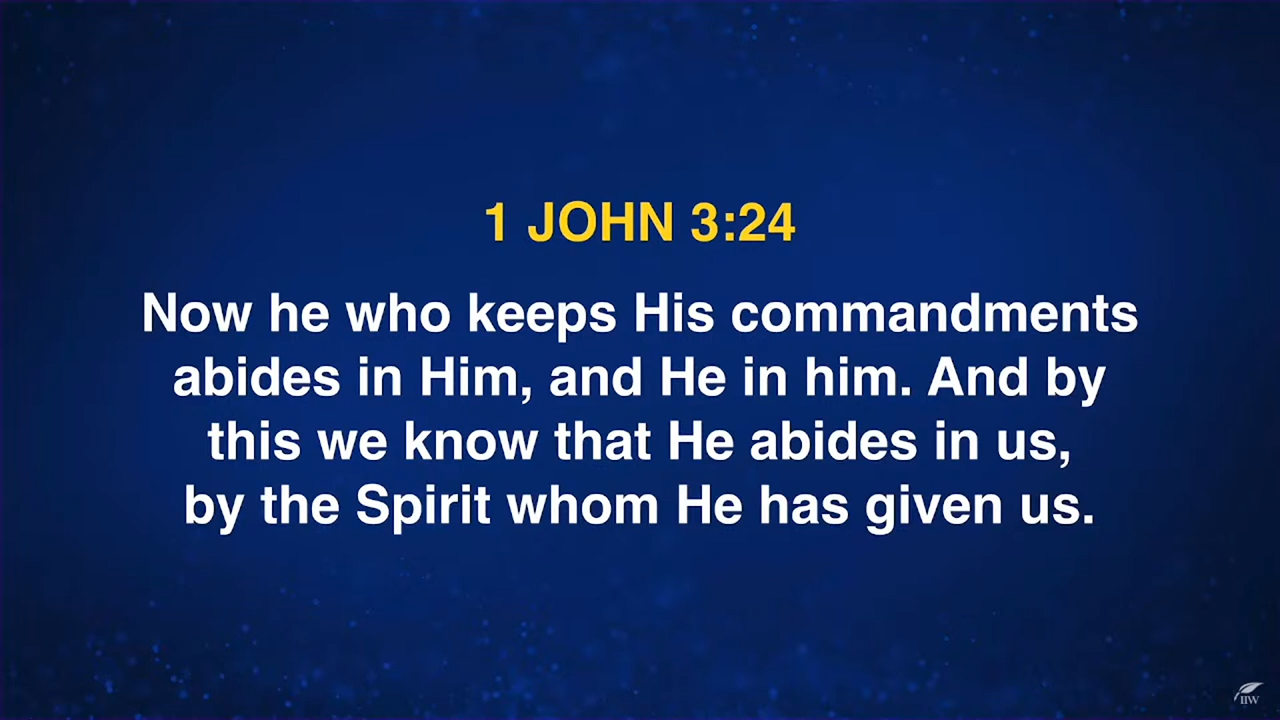 1 JOHN 3:24
Now he who keeps His commandments
abides in Him, and He in him. And by
this we know that He abides in us,
by the Spirit whom He has given us.
IIW